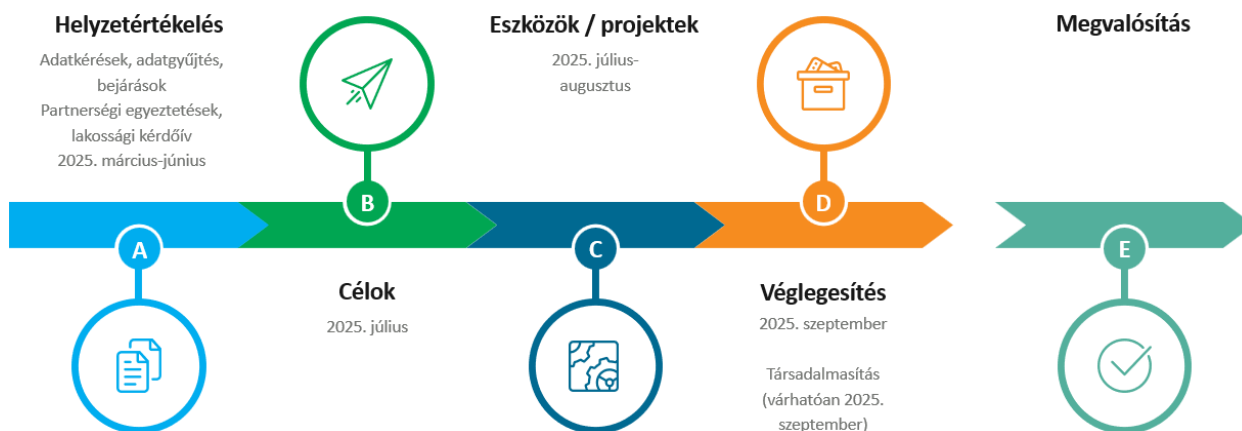 Helyzetértékelés
Adatkérések, adatgyűjtés,
bejárások
Partnerségi egyeztetések,
lakossági kérdőív
2025. március-június
A
B
Célok
2025. július
Eszközök / projektek
2025. július-
augusztus
C
D
Véglegesítés
2025. szeptember
Társadalmasítás
(várhatóan 2025.
szeptember)
Megvalósítás
E